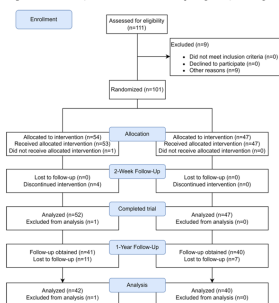 Enrollment
Assessed for eligibility
(n=111)
Excluded (n=9)
• Did not meet inclusion criteria (n=0)
• Declined to participate (n=0)
• Other reasons (n=9)
Randomized (n=101)
Allocation
Allocated to intervention (n=54)
Received allocated intervention (n=53)
Did not receive allocated intervention (n=1)
Allocated to intervention (n=47)
Received allocated intervention (n=47)
Did not receive allocated intervention (n=0)
2-Week Follow-Up
Lost to follow-up (n=0)
Discontinued intervention (n=4)
Lost to follow-up (n=0)
Discontinued intervention (n=0)
Completed trial
Analyzed (n=52)
Excluded from analysis (n=1)
Analyzed (n=47)
Excluded from analysis (n=0)
1-Year Follow-Up
Follow-up obtained (n=41)
Lost to follow-up (n=11)
Follow-up obtained (n=40)
Lost to follow-up (n=7)
Analysis
Analyzed (n=42)
Excluded from analysis (n=1)
Analyzed (n=40)
Excluded from analysis (n=0)